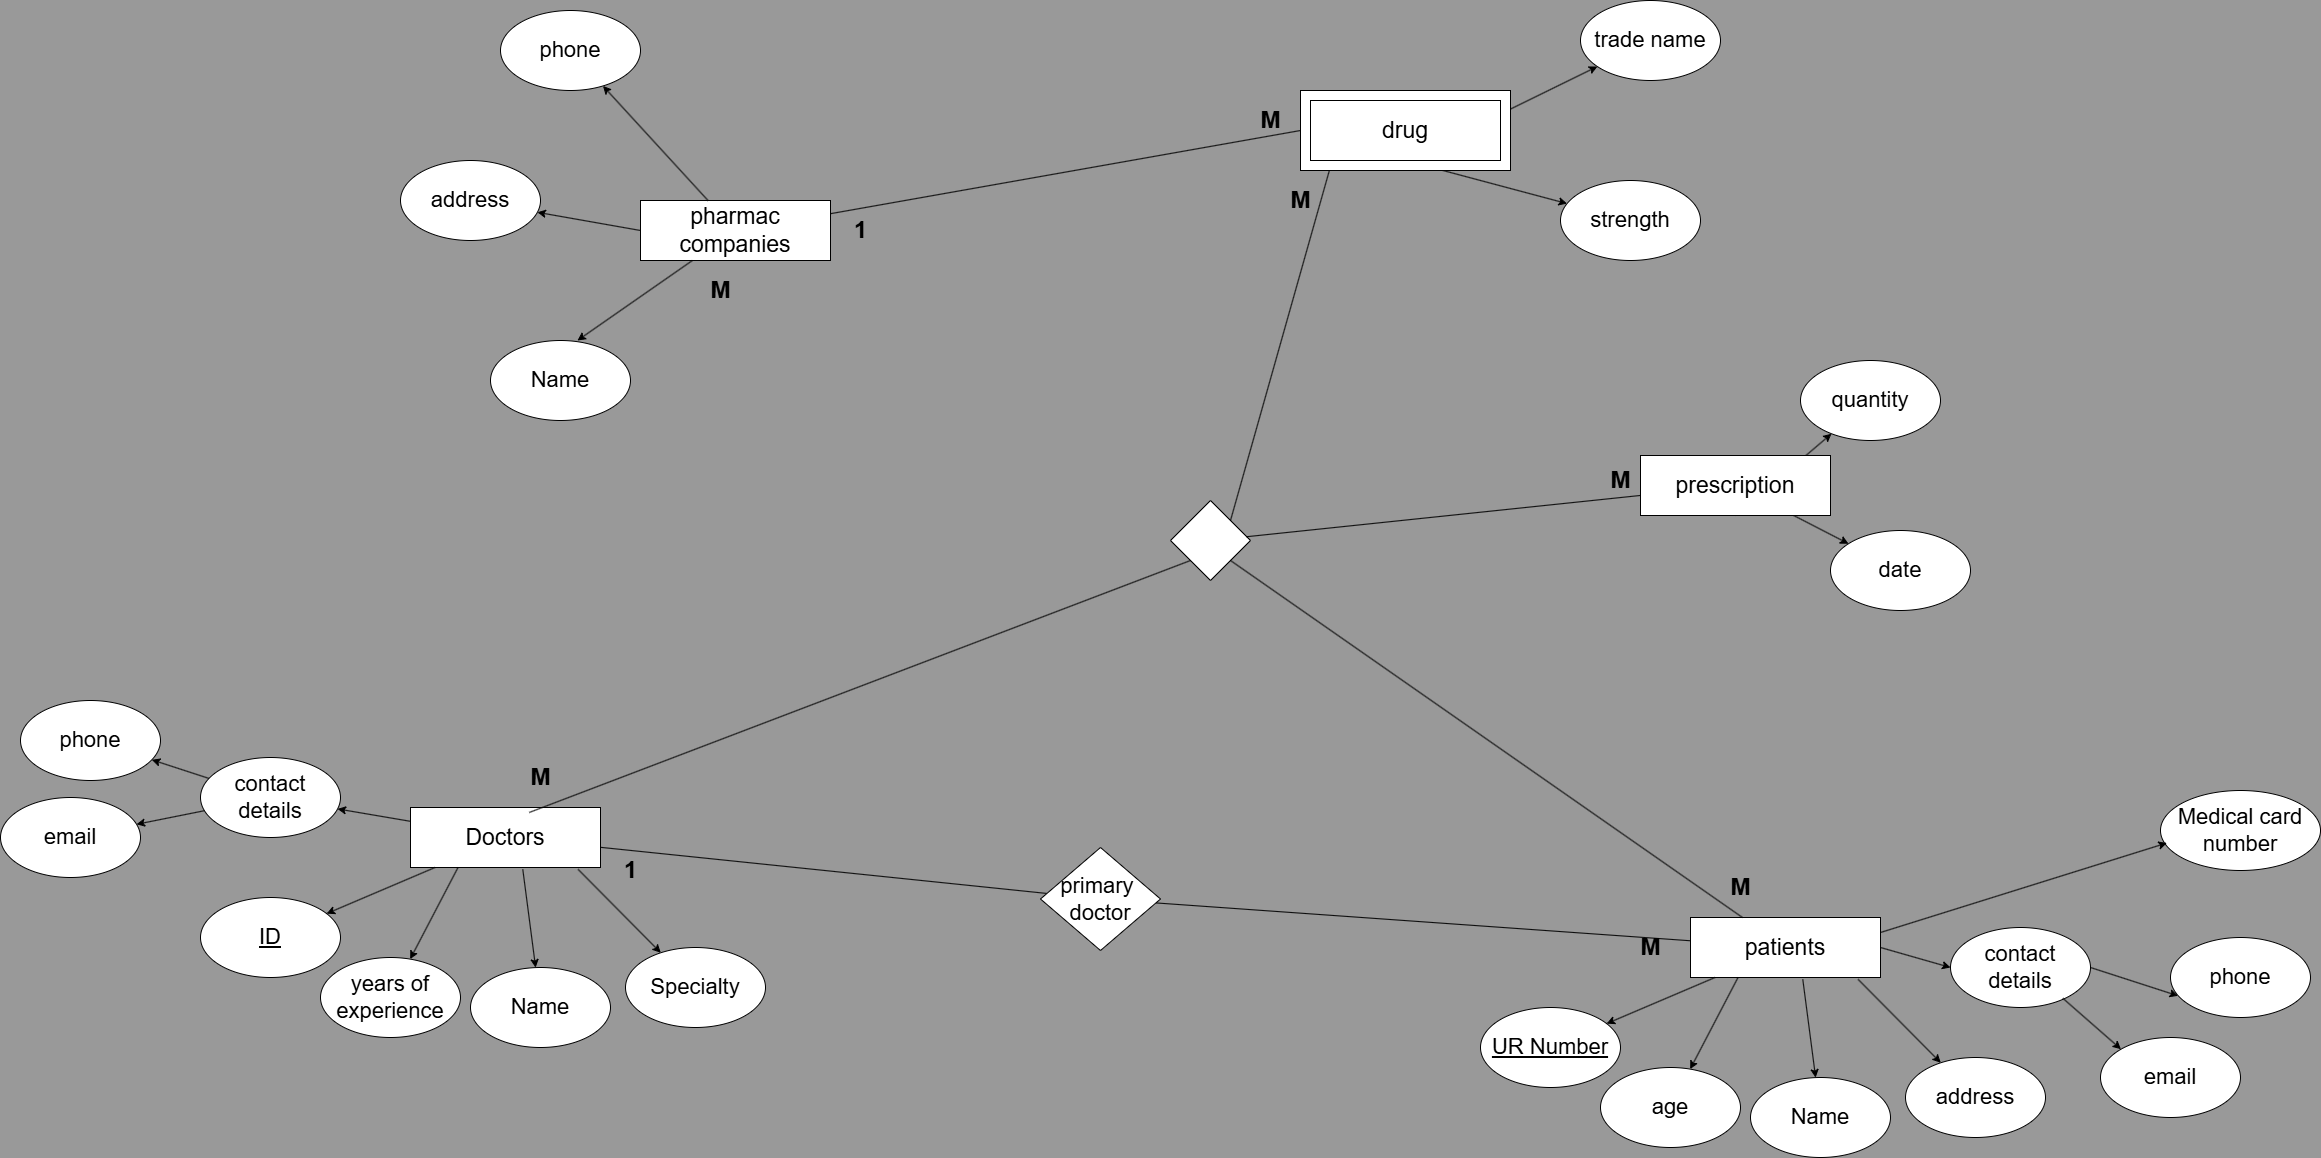 phone
trade name
M
drug
address
M
strength
pharmac
companies
1
M
Name
quantity
M
prescription
date
phone
contact
details
M
email
Doctors
1
primary
doctor
M
Medical card
number
ID
years of
experience
Name
Specialty
M
patients
contact
details
phone
UR Number
age
Name
address
email